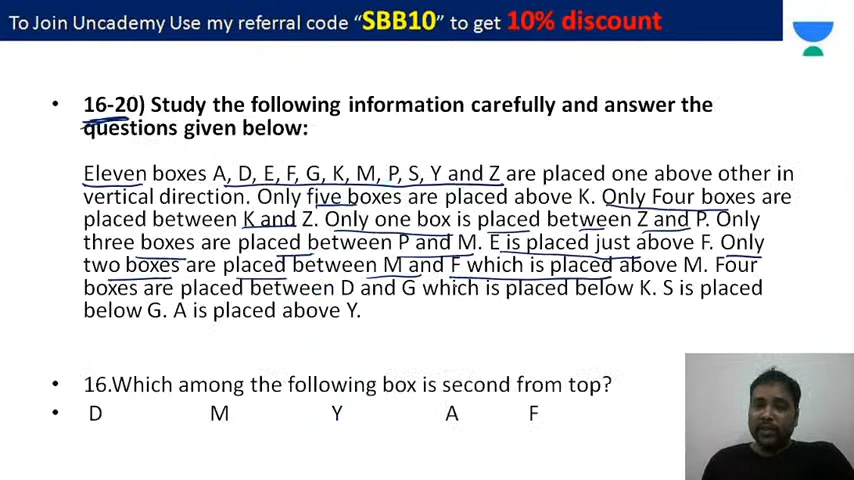 To Join Uncademy Use my referral code “SBB10” to get 10% discount
• 16-20) Study the following information carefully and answer the
questions given below:
Eleven boxes A, D, E, F, G, K, M, P, S, Y and Z are placed one above other in
vertical direction. Only five boxes are placed above K. Only Four boxes are
placed between K and Z. Only one box is placed between Z and P. Only
three boxes are placed between P and M. E is placed just above F. Only
two boxes are placed between M and F which is placed above M. Four
boxes are placed between D and G which is placed below K. S is placed
below G. A is placed above Y.
• 16.Which among the following box is second from top?
• D M Y A F